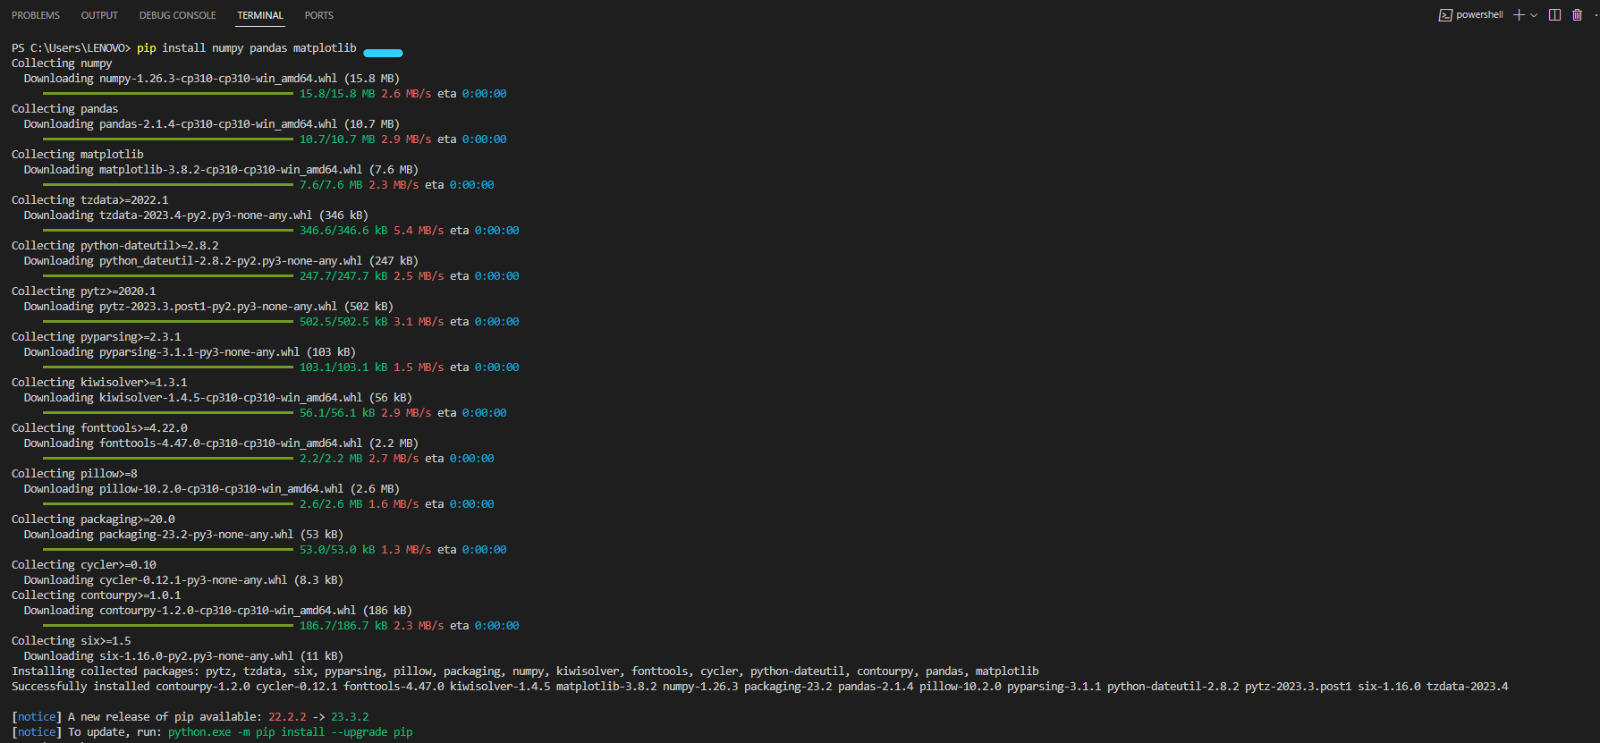 PROBLEMS OUTPUT DEBUG CONSOLE TERMINAL PORTS powershell
PS C:\Users\LENOVO> pip install numpy pandas matplotlib
Collecting numpy
Downloading numpy-1.26.3-cp310-cp310-win_amd64.whl (15.8 MB)
15.8/15.8 MB 2.6 MB/s eta 0:00:00
Collecting pandas
Downloading pandas-2.1.4-cp310-cp310-win_amd64.whl (10.7 MB)
10.7/10.7 MB 2.9 MB/s eta 0:00:00
Collecting matplotlib
Downloading matplotlib-3.8.2-cp310-cp310-win_amd64.whl (7.6 MB)
7.6/7.6 MB 2.3 MB/s eta 0:00:00
Collecting tzdata>=2022.1
Downloading tzdata-2023.4-py2.py3-none-any.whl (346 kB)
346.6/346.6 kB 5.4 MB/s eta 0:00:00
Collecting python-dateutil>=2.8.2
Downloading python_dateutil-2.8.2-py2.py3-none-any.whl (247 kB)
247.7/247.7 kB 2.5 MB/s eta 0:00:00
Collecting pytz>=2020.1
Downloading pytz-2023.3.post1-py2.py3-none-any.whl (502 kB)
502.5/502.5 kB 3.1 MB/s eta 0:00:00
Collecting pyparsing>=2.3.1
Downloading pyparsing-3.1.1-py3-none-any.whl (103 kB)
103.1/103.1 kB 1.5 MB/s eta 0:00:00
Collecting kiwisolver>=1.3.1
Downloading kiwisolver-1.4.5-cp310-cp310-win_amd64.whl (56 kB)
56.1/56.1 kB 2.9 MB/s eta 0:00:00
Collecting fonttools>=4.22.0
Downloading fonttools-4.47.0-cp310-cp310-win_amd64.whl (2.2 MB)
2.2/2.2 MB 2.7 MB/s eta 0:00:00
Collecting pillow>=8
Downloading pillow-10.2.0-cp310-cp310-win_amd64.whl (2.6 MB)
2.6/2.6 MB 1.6 MB/s eta 0:00:00
Collecting packaging>=20.0
Downloading packaging-23.2-py3-none-any.whl (53 kB)
53.0/53.0 kB 1.3 MB/s eta 0:00:00
Collecting cycler>=0.10
Downloading cycler-0.12.1-py3-none-any.whl (8.3 kB)
Collecting contourpy>=1.0.1
Downloading contourpy-1.2.0-cp310-cp310-win_amd64.whl (186 kB)
186.7/186.7 kB 2.3 MB/s eta 0:00:00
Collecting six>=1.5
Downloading six-1.16.0-py2.py3-none-any.whl (11 kB)
Installing collected packages: pytz, tzdata, six, pyparsing, pillow, packaging, numpy, kiwisolver, fonttools, cycler, python-dateutil, contourpy, pandas, matplotlib
Successfully installed contourpy-1.2.0 cycler-0.12.1 fonttools-4.47.0 kiwisolver-1.4.5 matplotlib-3.8.2 numpy-1.26.3 packaging-23.2 pandas-2.1.4 pillow-10.2.0 pyparsing-3.1.1 python-dateutil-2.8.2 pytz-2023.3.post1 six-1.16.0 tzdata-2023.4
[notice] A new release of pip available: 22.2.2 -> 23.3.2
[notice] To update, run: python.exe -m pip install --upgrade pip